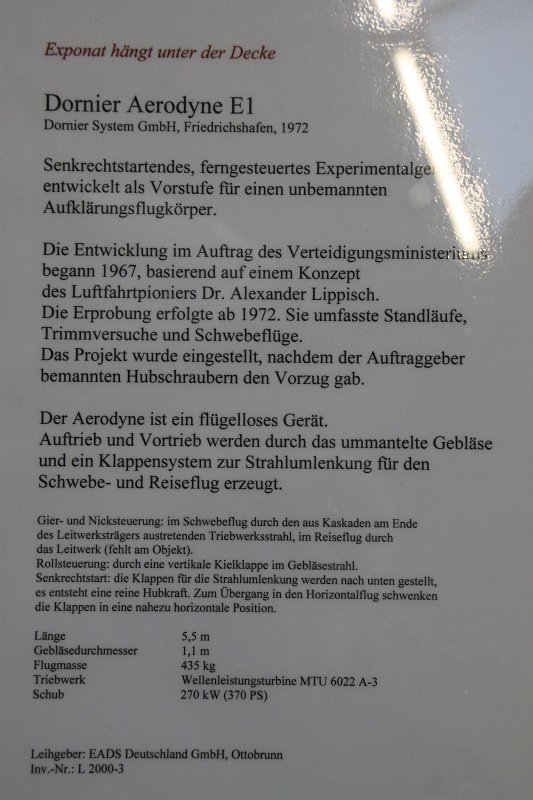 Exponat hängt unter der Decke
Dornier Aerodyne E1
Dornier System GmbH, Friedrichshafen, 1972
Senkrechtstartendes, ferngesteuertes
entwickelt als Vorstufe für einen unbemannten
Aufklärungsflugkörper.
Die Entwicklung im Auftrag des Verteidigungsministeriums
begann 1967, basierend auf einem Konzept
des Luftfahrtpioniers Dr. Alexander Lippisch.
Die Erprobung erfolgte ab 1972. Sie umfasste Standläufe,
Trimmversuche und Schwebeflüge.
Das Projekt wurde eingestellt, nachdem der Auftraggeber
bemannten Hubschraubern den Vorzug gab.
Der Aerodyne ist ein flügelloses Gerät.
Auftrieb und Vortrieb werden durch das ummantelte Gebläse
und ein Klappensystem zur Strahlumlenkung für den
Schwebe- und Reiseflug erzeugt.
Gier- und Nicksteuerung: im Schwebeflug durch den aus Kaskaden am Ende
des Leitwerksträgers austretenden Triebwerksstrahl, im Reiseflug durch
das Leitwerk (fehlt am Objekt).
Rollsteuerung: durch eine vertikale Kielklappe im Gebläsestrahl.
Senkrechtstart: die Klappen für die Strahlumlenkung werden nach unten gestellt,
es entsteht eine reine Hubkraft. Zum Übergang in den Horizontalflug schwenken
die Klappen in eine nahezu horizontale Position.
Länge 5,5 m
Gebläsedurchmesser 1,1 m
Flugmasse 435 kg
Triebwerk Wellenleistungsturbine MTU 6022 A-3
Schub 270 kW (370 PS)
Leihgeber: EADS Deutschland GmbH, Ottobrunn
Inv.-Nr.: L 2000-3